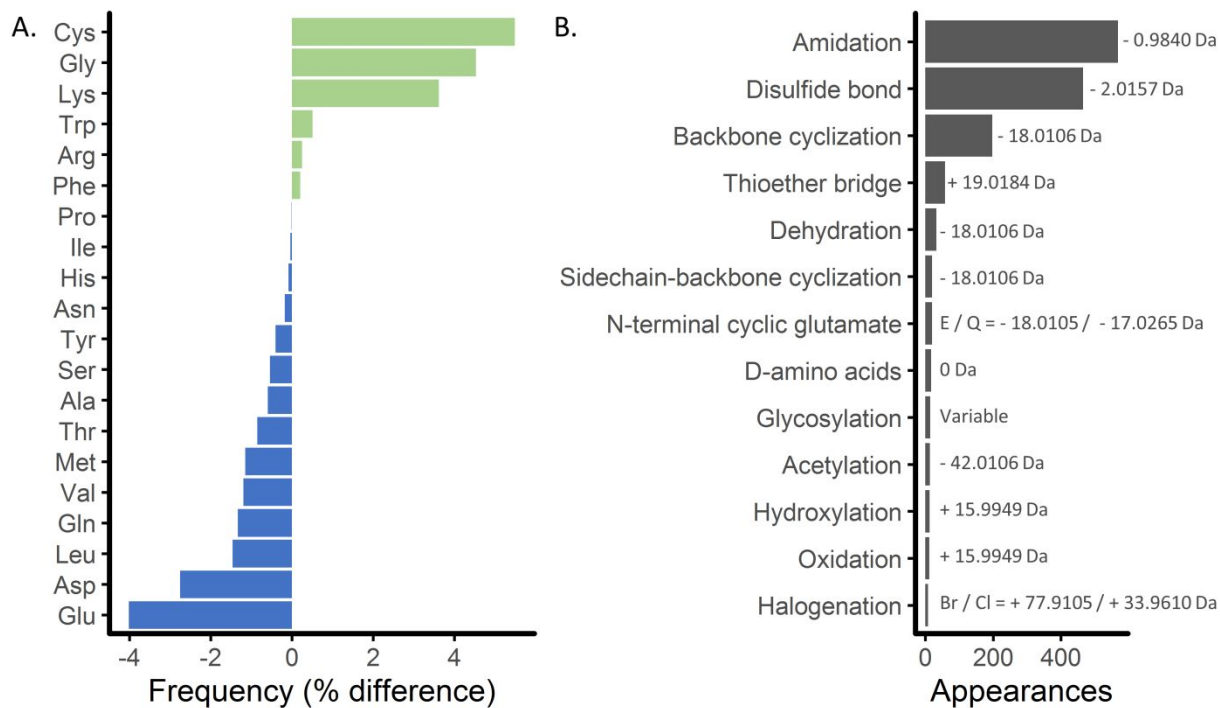 A.
Cys
Gly
Lys
Trp
Arg
Phe
Pro
Ile
His
Asn
Tyr
Ser
Ala
Thr
Met
Val
Gln
Leu
Asp
Glu
-4 -2 0 2 4
Frequency (% difference)
B.
Amidation - 0.9840 Da
Disulfide bond - 2.0157 Da
Backbone cyclization - 18.0106 Da
Thioether bridge + 19.0184 Da
Dehydration - 18.0106 Da
Sidechain-backbone cyclization - 18.0106 Da
N-terminal cyclic glutamate E / Q = - 18.0105 / - 17.0265 Da
D-amino acids 0 Da
Glycosylation Variable
Acetylation - 42.0106 Da
Hydroxylation + 15.9949 Da
Oxidation + 15.9949 Da
Halogenation Br / Cl = + 77.9105 / + 33.9610 Da
0 200 400
Appearances